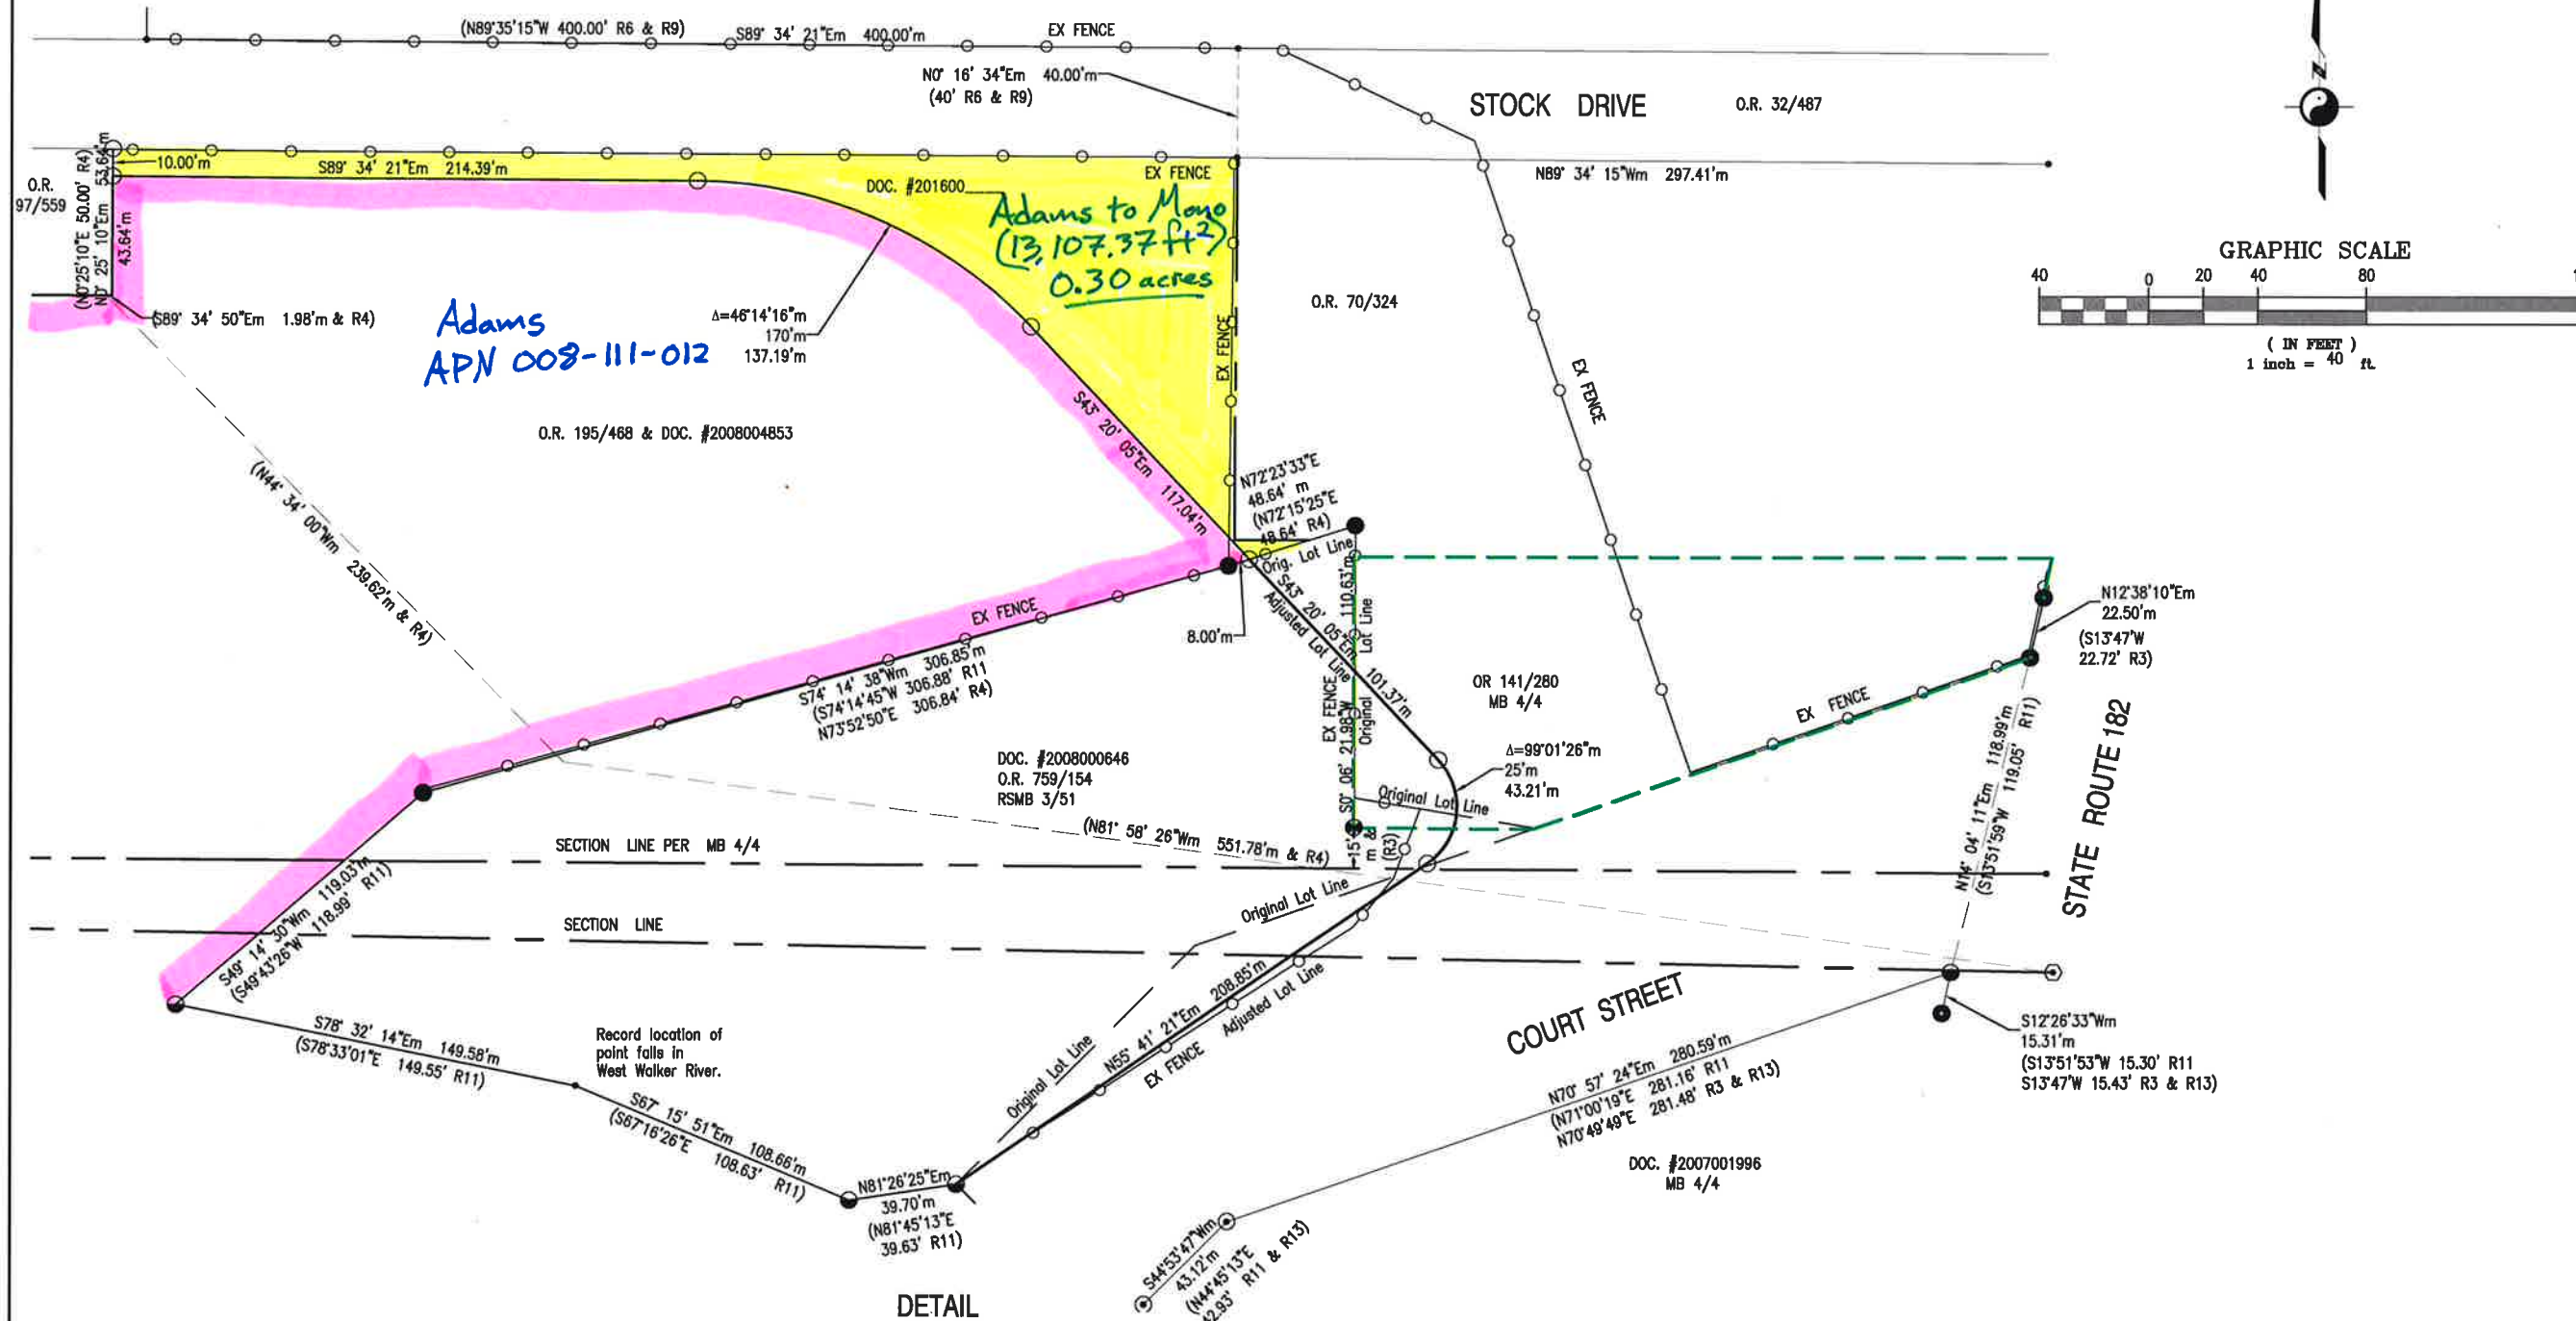 (N89°35'15"W 400.00' R6 & R9)
S89° 34' 21"Em 400.00'm
EX FENCE
N0° 16' 34"Em 40.00'm
(40' R6 & R9)
STOCK DRIVE
O.R. 32/487
N89° 34' 15"Wm 297.41'm
Z
GRAPHIC SCALE
40 0 20 40 80
( IN FEET )
1 inch = 40 ft.
O.R.
97/559
(N0°25'10"E 50.00' R4)
N0° 25' 10"Em 53.64'm
43.64'm
10.00'm
S89° 34' 21"Em 214.39'm
DOC. #201600
EX FENCE
Adams to Mono
(13,107.37 ft²)
0.30 acres
EX FENCE
O.R. 70/324
EX FENCE
(S89° 34' 50"Em 1.98'm & R4)
Adams
APN 008-111-012
Δ=46°14'16"m
170'm
137.19'm
O.R. 195/468 & DOC. #2008004853
S43° 20' 05"Em 117.04'm
(N44° 34' 00"Wm 239.62'm & R4)
N72°23'33"E
48.64' m
(N72°15'25"E
48.64' R4)
Orig. Lot Line
8.00'm
S43° 20' 05"Em 101.37'm
Adjusted Lot Line
EX FENCE
S0° 06' 21.98"W 110.63'm
Original Lot Line
EX FENCE
S74° 14' 38"Wm 306.85'm
(S74°14'45"W 306.88' R11
N73°52'50"E 306.84' R4)
OR 141/280
MB 4/4
N12°38'10"Em
22.50'm
(S13°47'W
22.72' R3)
EX FENCE
STATE ROUTE 182
N14° 04' 11"Em 118.99'm
(S13°51'59"W 119.05' R11)
DOC. #2008000646
O.R. 759/154
RSMB 3/51
Δ=99°01'26"m
25'm
43.21'm
Original Lot Line
15'
m &
(R3)
(N81° 58' 26"Wm 551.78'm & R4)
SECTION LINE PER MB 4/4
SECTION LINE
S49° 14' 30"Wm 119.03'm
(S49°43'26"W 118.99' R11)
Original Lot Line
Original Lot Line
N55° 41' 21"Em 208.85'm
EX FENCE
Adjusted Lot Line
S78° 32' 14"Em 149.58'm
(S78°33'01"E 149.55' R11)
Record location of
point falls in
West Walker River.
S67° 15' 51"Em 108.66'm
(S67°16'26"E 108.63' R11)
N81°26'25"Em
39.70'm
(N81°45'13"E
39.63' R11)
COURT STREET
N70° 57' 24"Em 280.59'm
(N71°00'19"E 281.16' R11
N70°49'49"E 281.48' R3 & R13)
S12°26'33"Wm
15.31'm
(S13°51'53"W 15.30' R11
S13°47'W 15.43' R3 & R13)
DOC. #2007001996
MB 4/4
S44°53'47"Wm
43.12'm
(N44°45'13"E
R11 & R13)
DETAIL